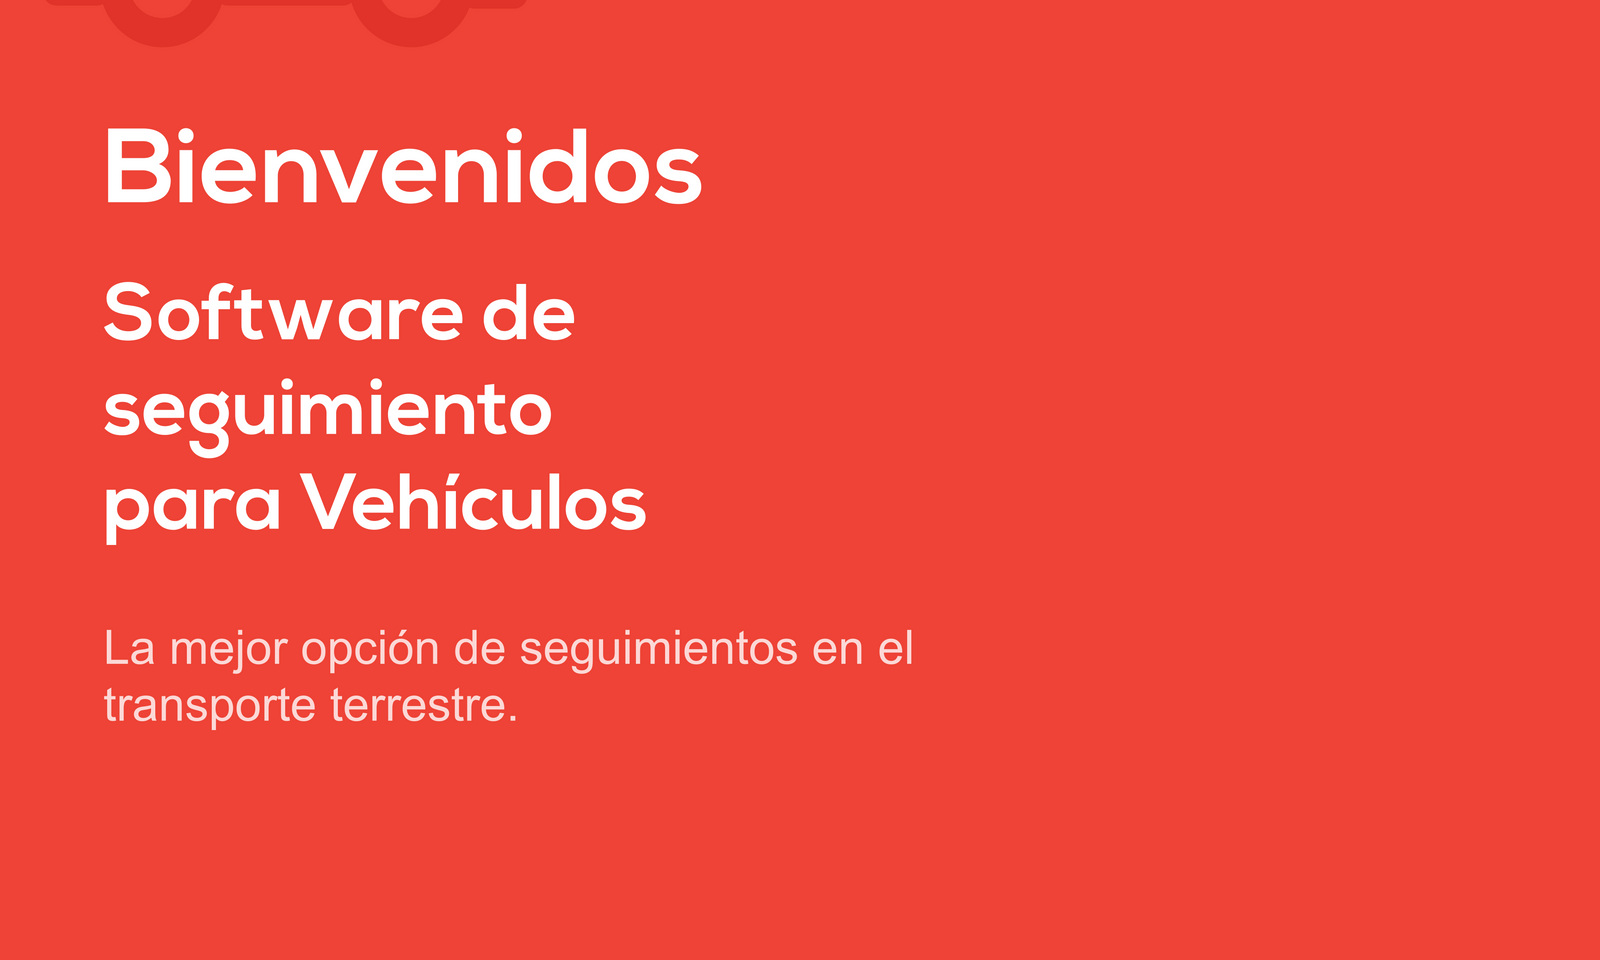 Bienvenidos
Software de
seguimiento
para Vehículos
La mejor opción de seguimientos en el
transporte terrestre.